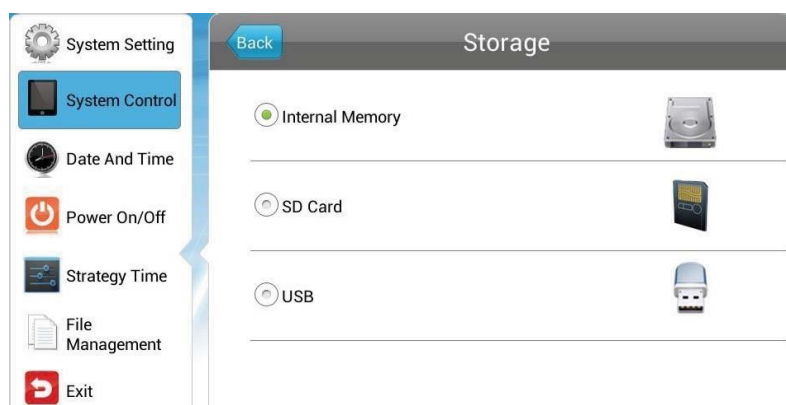 System Setting
System Control
Date And Time
Power On/Off
Strategy Time
File
Management
Exit
Back
Storage
Internal Memory
SD Card
USB